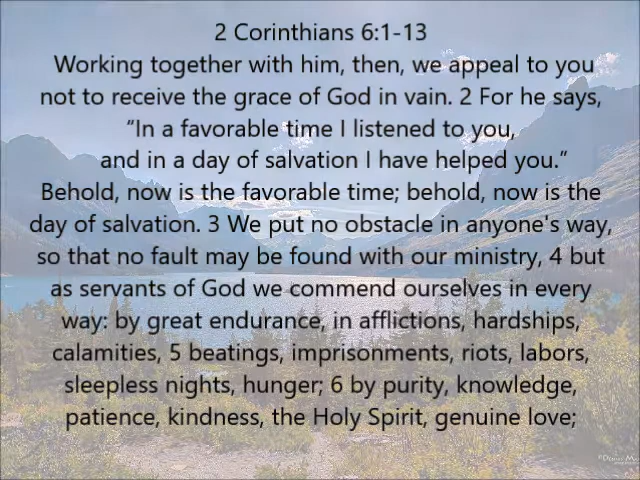 2 Corinthians 6:1-13
Working together with him, then, we appeal to you
not to receive the grace of God in vain. 2 For he says,
“In a favorable time I listened to you,
and in a day of salvation I have helped you.”
Behold, now is the favorable time; behold, now is the
day of salvation. 3 We put no obstacle in anyone's way,
so that no fault may be found with our ministry, 4 but
as servants of God we commend ourselves in every
way: by great endurance, in afflictions, hardships,
calamities, 5 beatings, imprisonments, riots, labors,
sleepless nights, hunger; 6 by purity, knowledge,
patience, kindness, the Holy Spirit, genuine love;